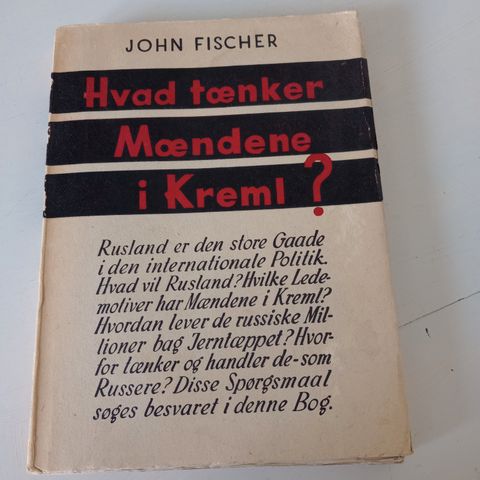 JOHN FISCHER
Hvad tænker
Mændene
i Kreml?
Rusland er den store Gaade
i den internationale Politik.
Hvad vil Rusland? Hvilke Lede-
motiver har Mændene i Kreml?
Hvordan lever de russiske Mil-
lioner bag Jerntæppet? Hvor-
for tænker og handler de-som
Russere? Disse Spørgsmaal
søges besvaret i denne Bog.